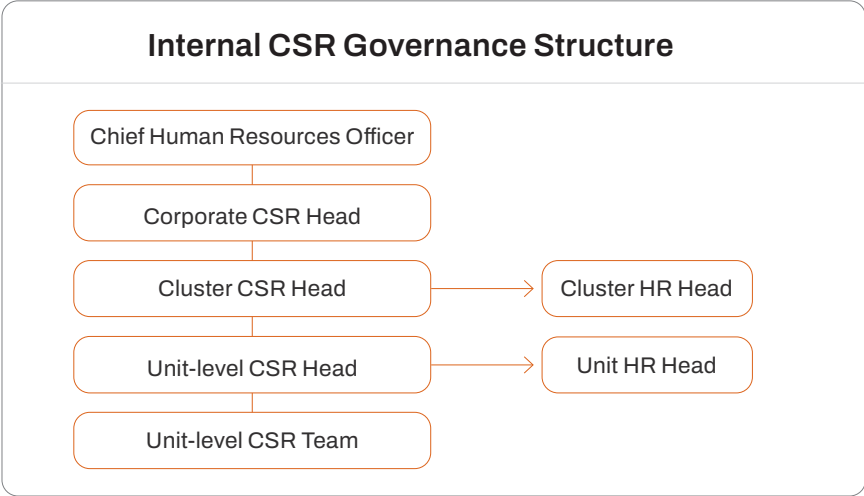 Internal CSR Governance Structure
Chief Human Resources Officer
Corporate CSR Head
Cluster CSR Head
Cluster HR Head
Unit-level CSR Head
Unit HR Head
Unit-level CSR Team